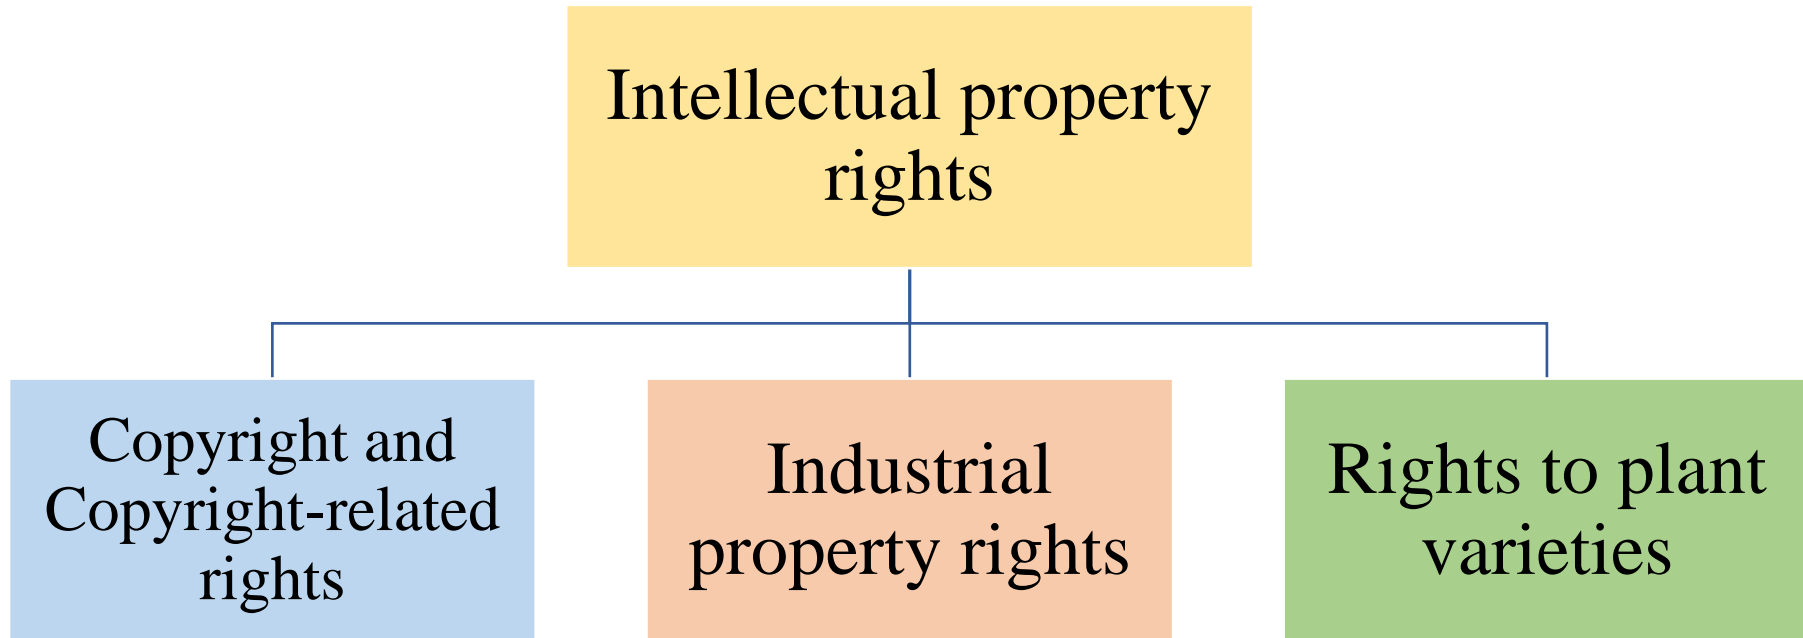 Intellectual property
rights
Copyright and
Copyright-related
rights
Industrial
property rights
Rights to plant
varieties